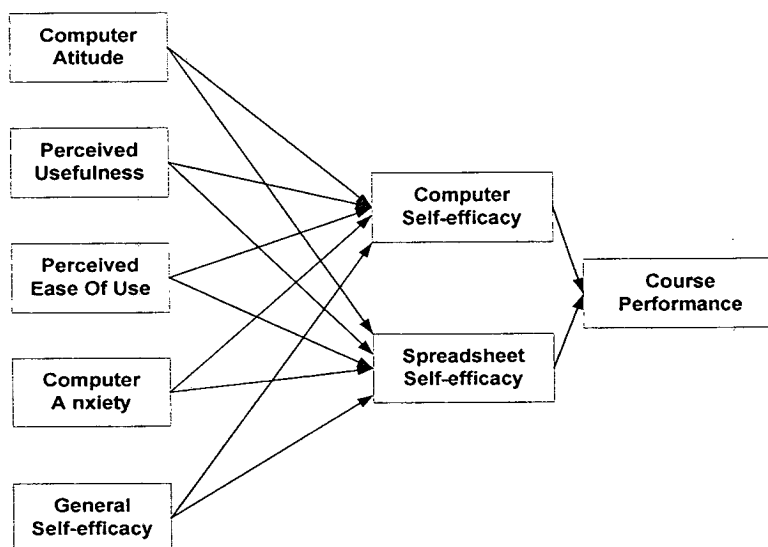 Computer
Atitude
Perceived
Usefulness
Perceived
Ease Of Use
Computer
A nxiety
General
Self-efficacy
Computer
Self-efficacy
Spreadsheet
Self-efficacy
Course
Performance